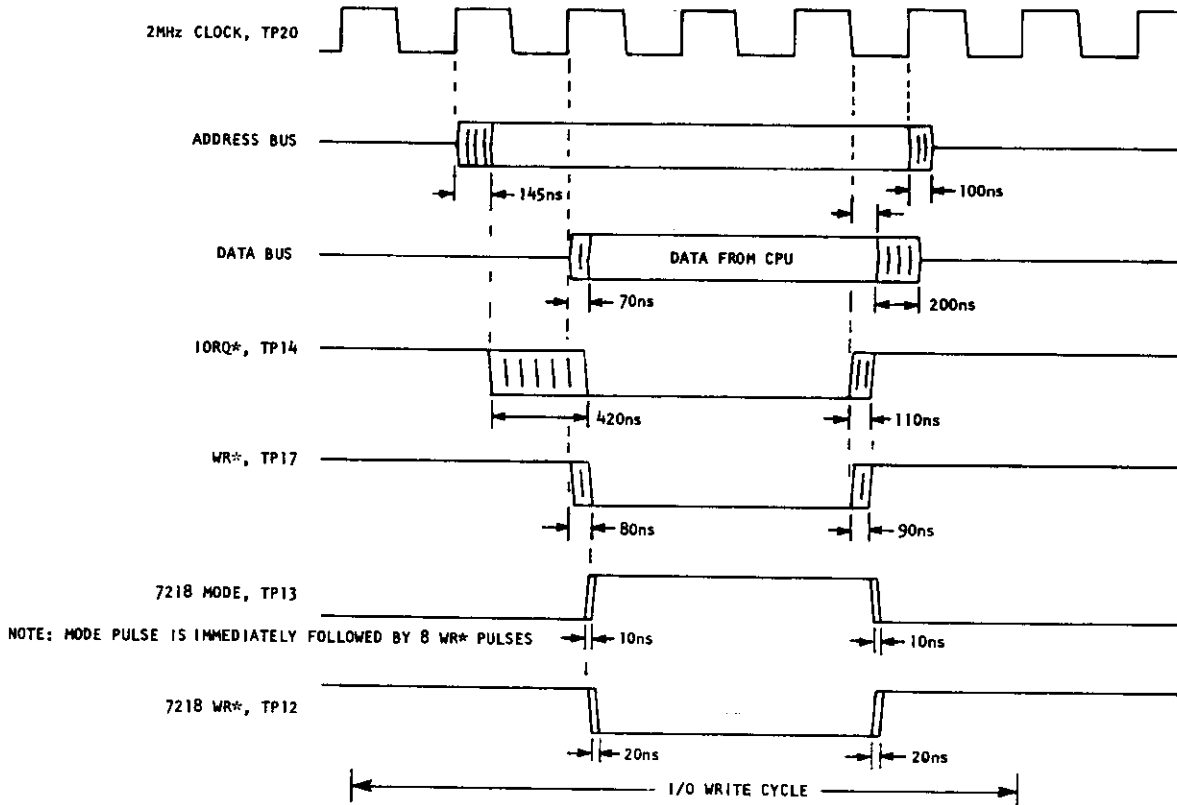 2MHz CLOCK, TP20
ADDRESS BUS
145ns
100ns
DATA BUS
DATA FROM CPU
70ns
200ns
IORQ*, TP14
420ns
110ns
WR*, TP17
80ns
90ns
7218 MODE, TP13
NOTE: MODE PULSE IS IMMEDIATELY FOLLOWED BY 8 WR* PULSES
10ns
10ns
7218 WR*, TP12
20ns
20ns
I/O WRITE CYCLE